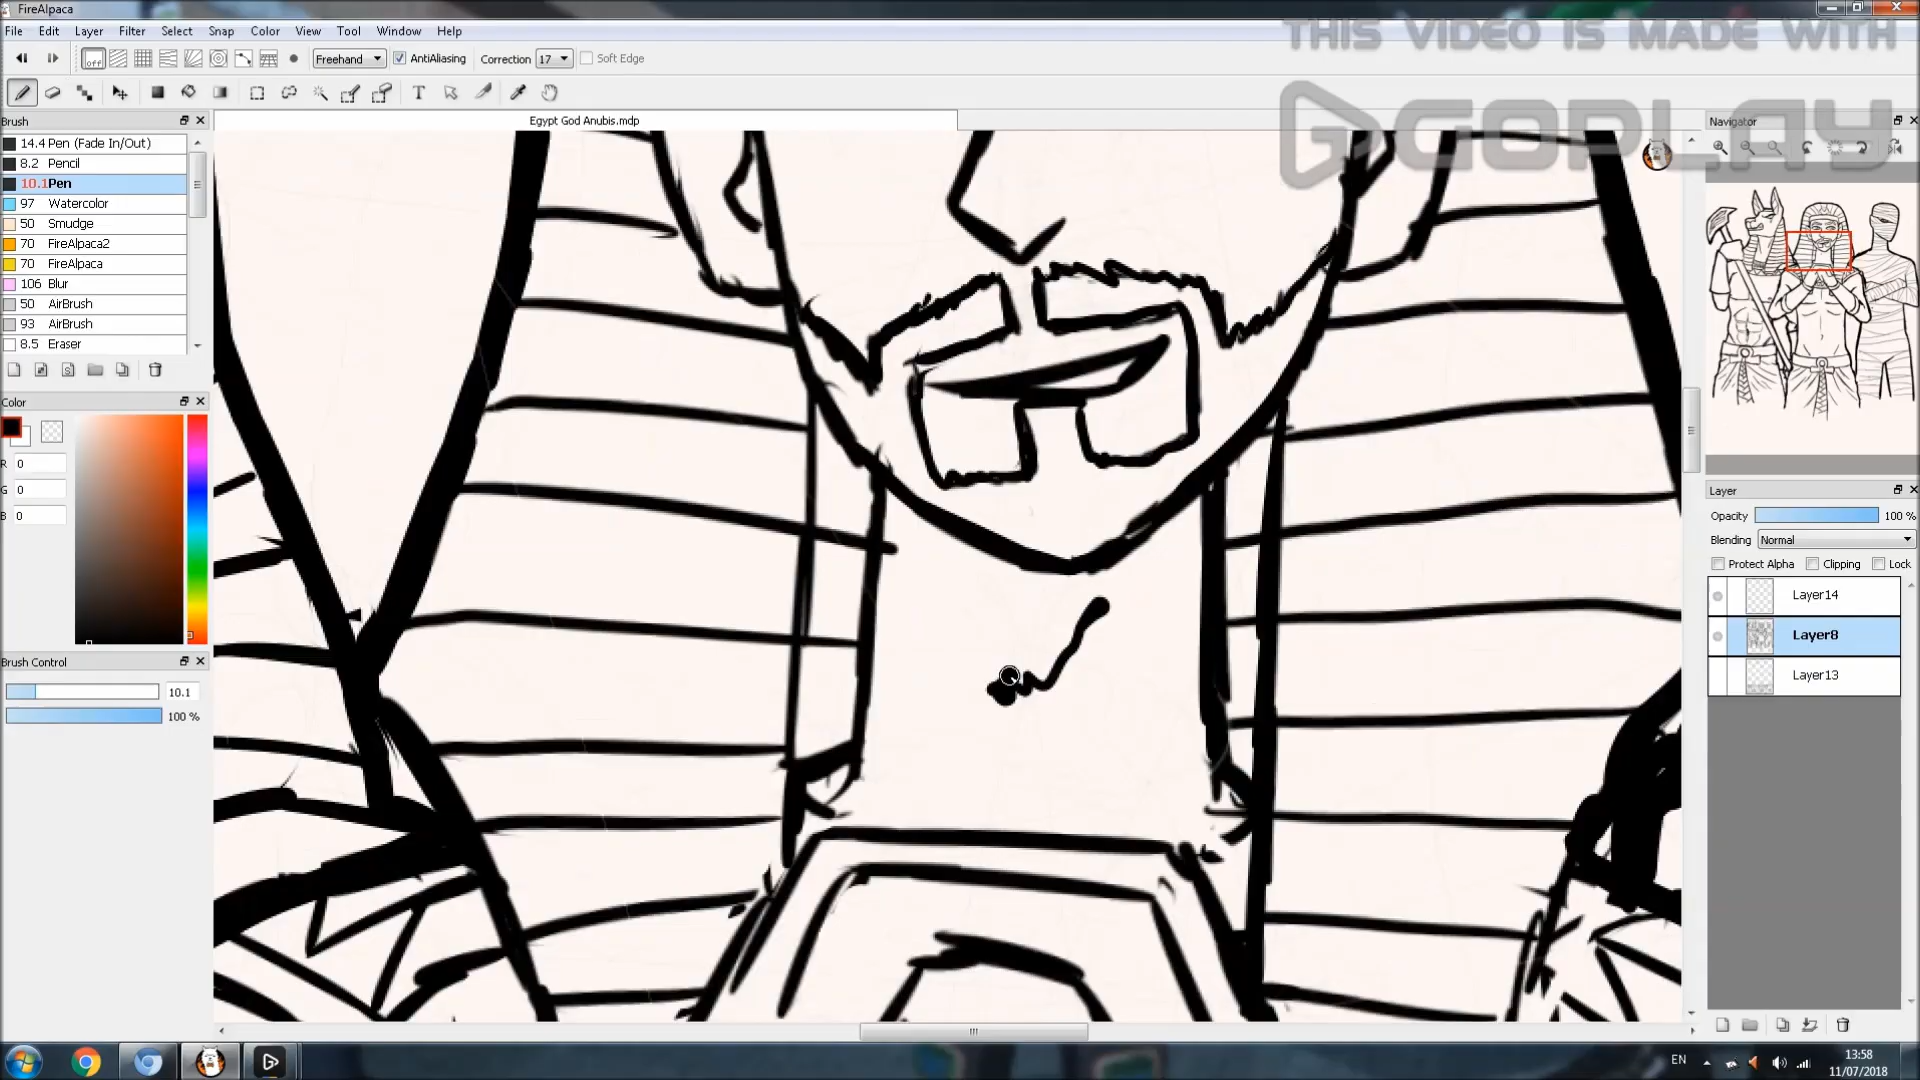 FireAlpaca
THIS VIDEO IS MADE WITH
GOPLAY
File Edit Layer Filter Select Snap Color View Tool Window Help
off Freehand AntiAliasing Correction 17 Soft Edge
T
Brush
Egypt God Anubis.mdp
Navigator
14.4 Pen (Fade In/Out)
8.2 Pencil
10.1 Pen
97 Watercolor
50 Smudge
70 FireAlpaca2
70 FireAlpaca
106 Blur
50 AirBrush
93 AirBrush
8.5 Eraser
Color
R 0
G 0
B 0
Brush Control
10.1
100 %
Layer
Opacity 100 %
Blending Normal
Protect Alpha Clipping Lock
Layer14
Layer8
Layer13
EN
13:58
11/07/2018